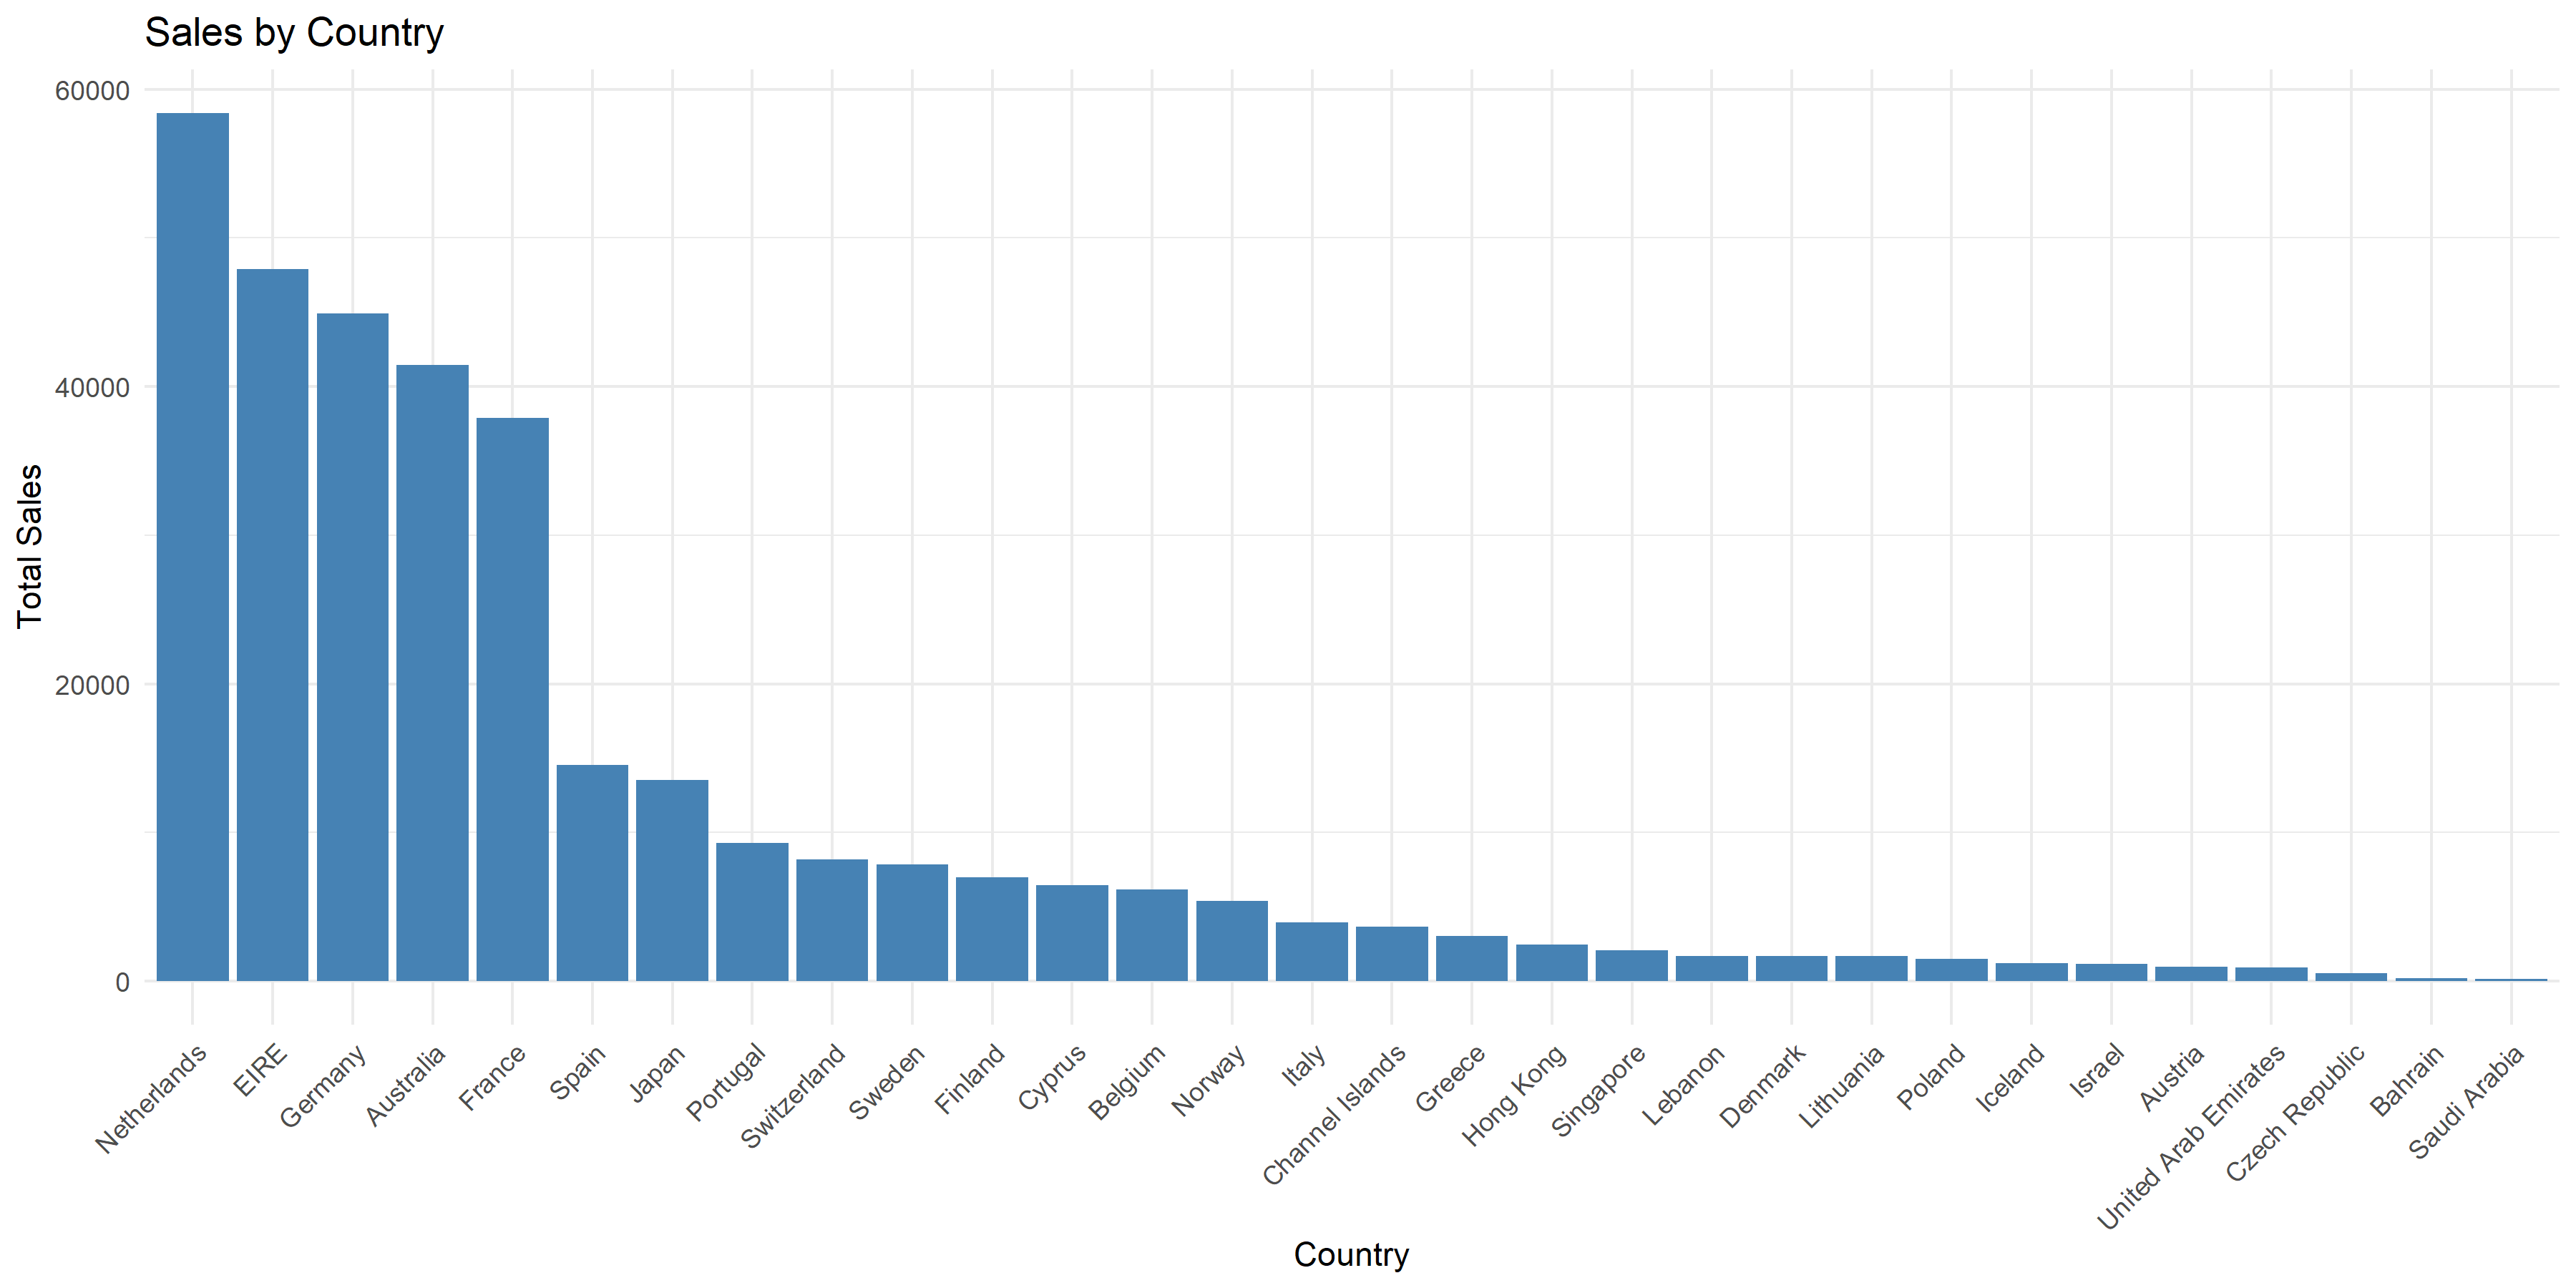 Sales by Country
60000
40000
20000
0
Total Sales
Netherlands
EIRE
Germany
Australia
France
Spain
Japan
Portugal
Switzerland
Sweden
Finland
Cyprus
Belgium
Norway
Italy
Channel Islands
Greece
Hong Kong
Singapore
Lebanon
Denmark
Lithuania
Poland
Iceland
Israel
Austria
United Arab Emirates
Czech Republic
Bahrain
Saudi Arabia
Country